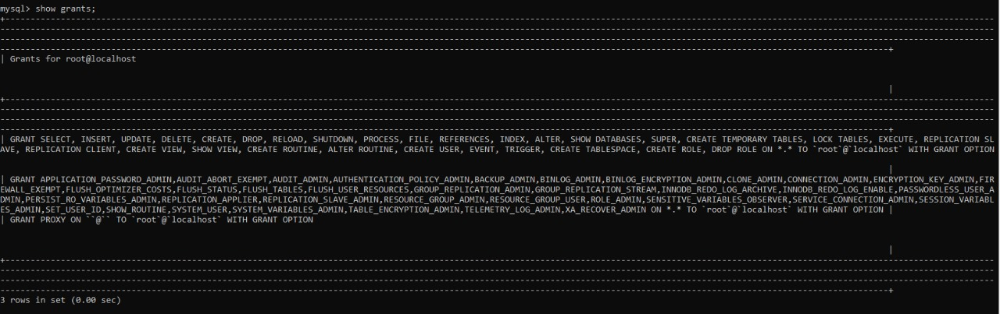 mysql> show grants;
| Grants for root@localhost
|
| GRANT SELECT, INSERT, UPDATE, DELETE, CREATE, DROP, RELOAD, SHUTDOWN, PROCESS, FILE, REFERENCES, INDEX, ALTER, SHOW DATABASES, SUPER, CREATE TEMPORARY TABLES, LOCK TABLES, EXECUTE, REPLICATION SL
AVE, REPLICATION CLIENT, CREATE VIEW, SHOW VIEW, CREATE ROUTINE, ALTER ROUTINE, CREATE USER, EVENT, TRIGGER, CREATE TABLESPACE, CREATE ROLE, DROP ROLE ON *.* TO `root`@`localhost` WITH GRANT OPTION
|
| GRANT APPLICATION_PASSWORD_ADMIN,AUDIT_ABORT_EXEMPT,AUDIT_ADMIN,AUTHENTICATION_POLICY_ADMIN,BACKUP_ADMIN,BINLOG_ADMIN,BINLOG_ENCRYPTION_ADMIN,CLONE_ADMIN,CONNECTION_ADMIN,ENCRYPTION_KEY_ADMIN,FIR
EWALL_EXEMPT,FLUSH_OPTIMIZER_COSTS,FLUSH_STATUS,FLUSH_TABLES,FLUSH_USER_RESOURCES,GROUP_REPLICATION_ADMIN,GROUP_REPLICATION_STREAM,INNODB_REDO_LOG_ARCHIVE,INNODB_REDO_LOG_ENABLE,PASSWORDLESS_USER_A
DMIN,PERSIST_RO_VARIABLES_ADMIN,REPLICATION_APPLIER,REPLICATION_SLAVE_ADMIN,RESOURCE_GROUP_ADMIN,RESOURCE_GROUP_USER,ROLE_ADMIN,SENSITIVE_VARIABLES_OBSERVER,SERVICE_CONNECTION_ADMIN,SESSION_VARIABL
ES_ADMIN,SET_USER_ID,SHOW_ROUTINE,SYSTEM_USER,SYSTEM_VARIABLES_ADMIN,TABLE_ENCRYPTION_ADMIN,TELEMETRY_LOG_ADMIN,XA_RECOVER_ADMIN ON *.* TO `root`@`localhost` WITH GRANT OPTION |
| GRANT PROXY ON ``@`` TO `root`@`localhost` WITH GRANT OPTION
|
3 rows in set (0.00 sec)